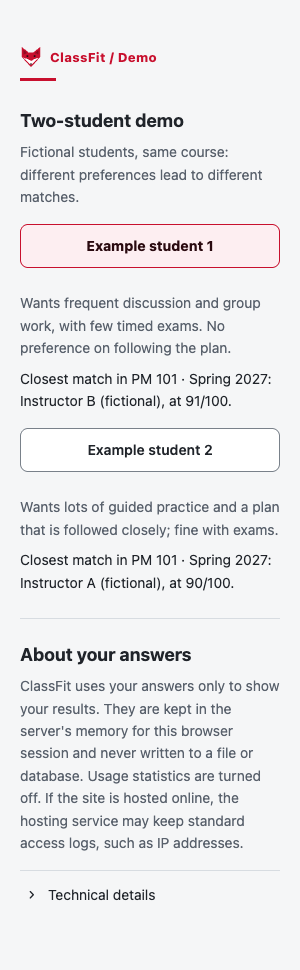 ClassFit / Demo
Two-student demo
Fictional students, same course:
different preferences lead to different
matches.
Example student 1
Wants frequent discussion and group
work, with few timed exams. No
preference on following the plan.
Closest match in PM 101 · Spring 2027:
Instructor B (fictional), at 91/100.
Example student 2
Wants lots of guided practice and a plan
that is followed closely; fine with exams.
Closest match in PM 101 · Spring 2027:
Instructor A (fictional), at 90/100.
About your answers
ClassFit uses your answers only to show
your results. They are kept in the
server's memory for this browser
session and never written to a file or
database. Usage statistics are turned
off. If the site is hosted online, the
hosting service may keep standard
access logs, such as IP addresses.
Technical details